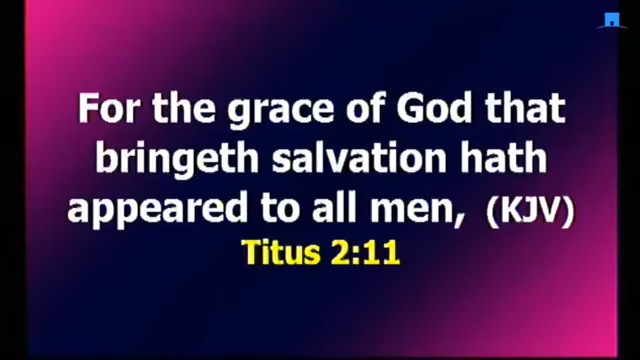 For the grace of God that
bringeth salvation hath
appeared to all men, (KJV)
Titus 2:11